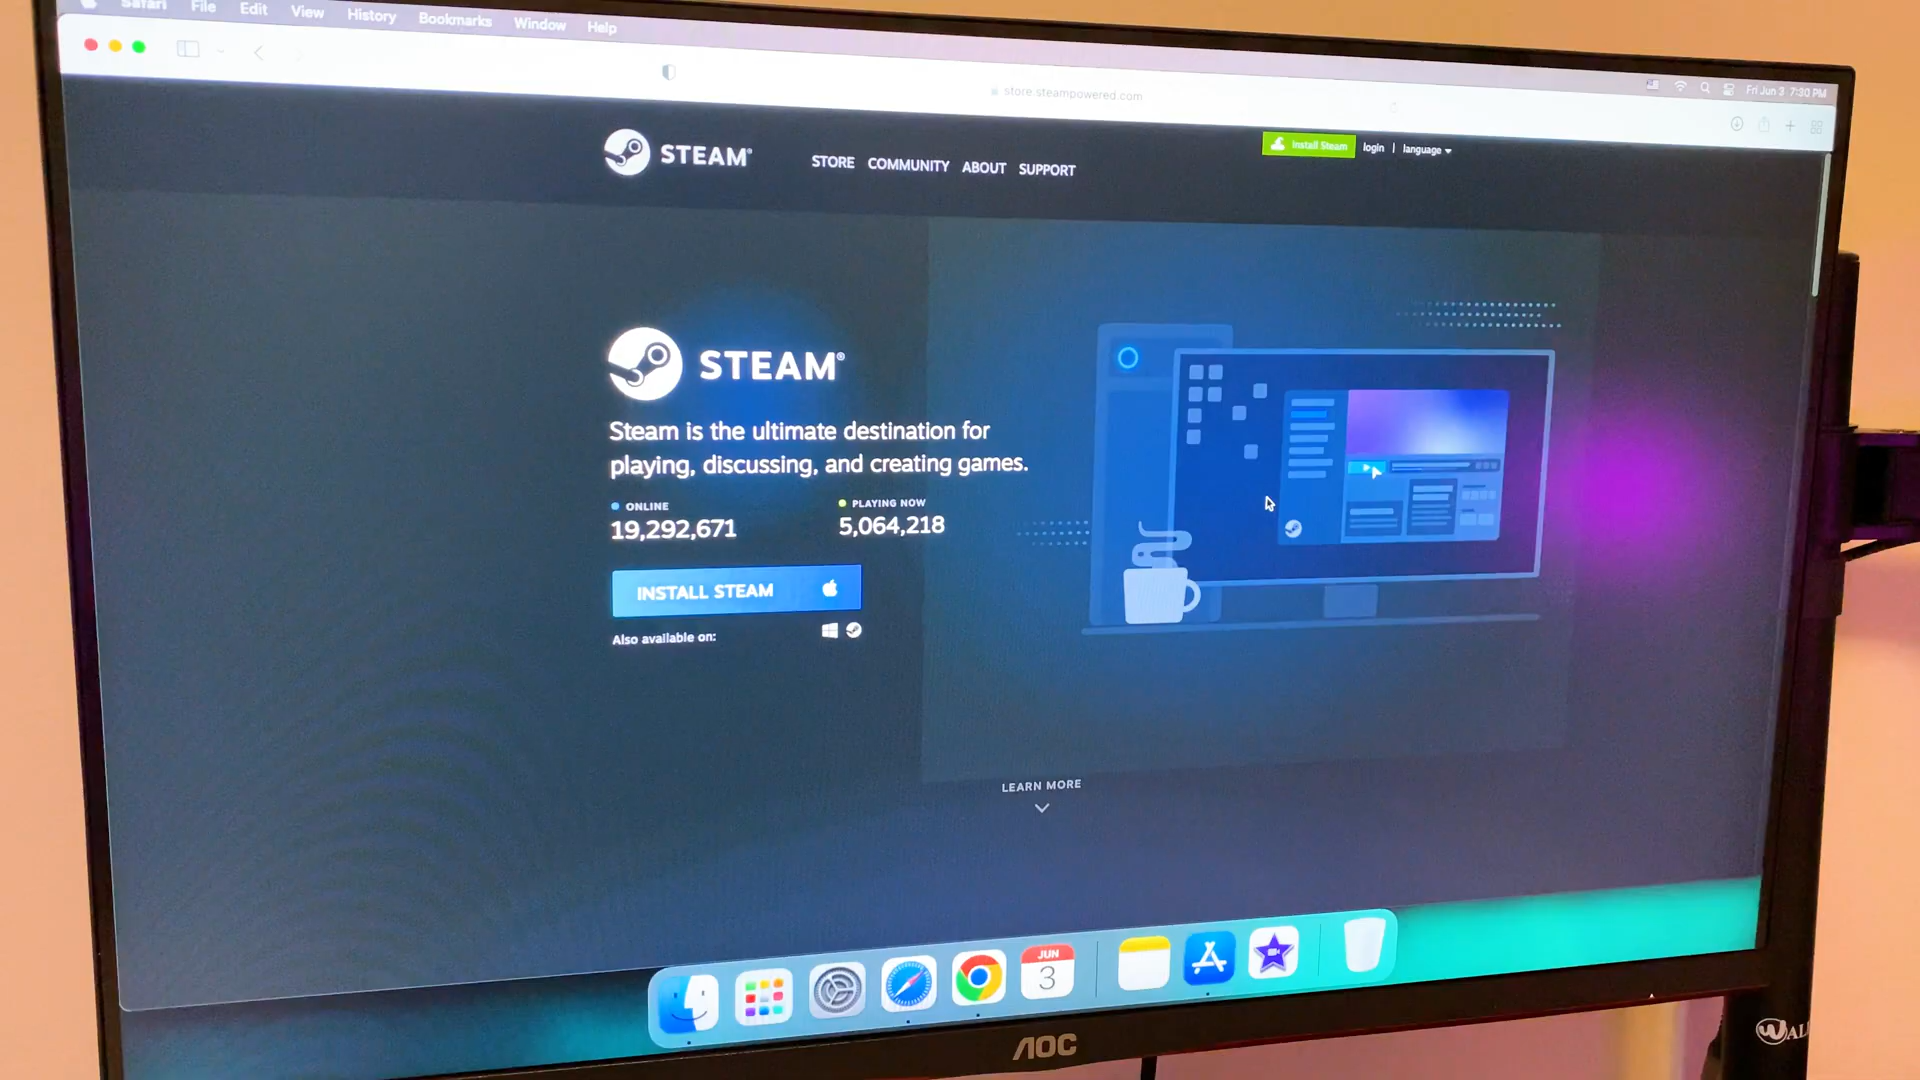 Safari File Edit View History Bookmarks Window Help
Fri Jun 3 7:30 PM
store.steampowered.com
STEAM®
STORE COMMUNITY ABOUT SUPPORT
Install Steam login | language
STEAM®
Steam is the ultimate destination for
playing, discussing, and creating games.
ONLINE
19,292,671
PLAYING NOW
5,064,218
INSTALL STEAM
Also available on:
LEARN MORE
JUN
3
AOC
WALI